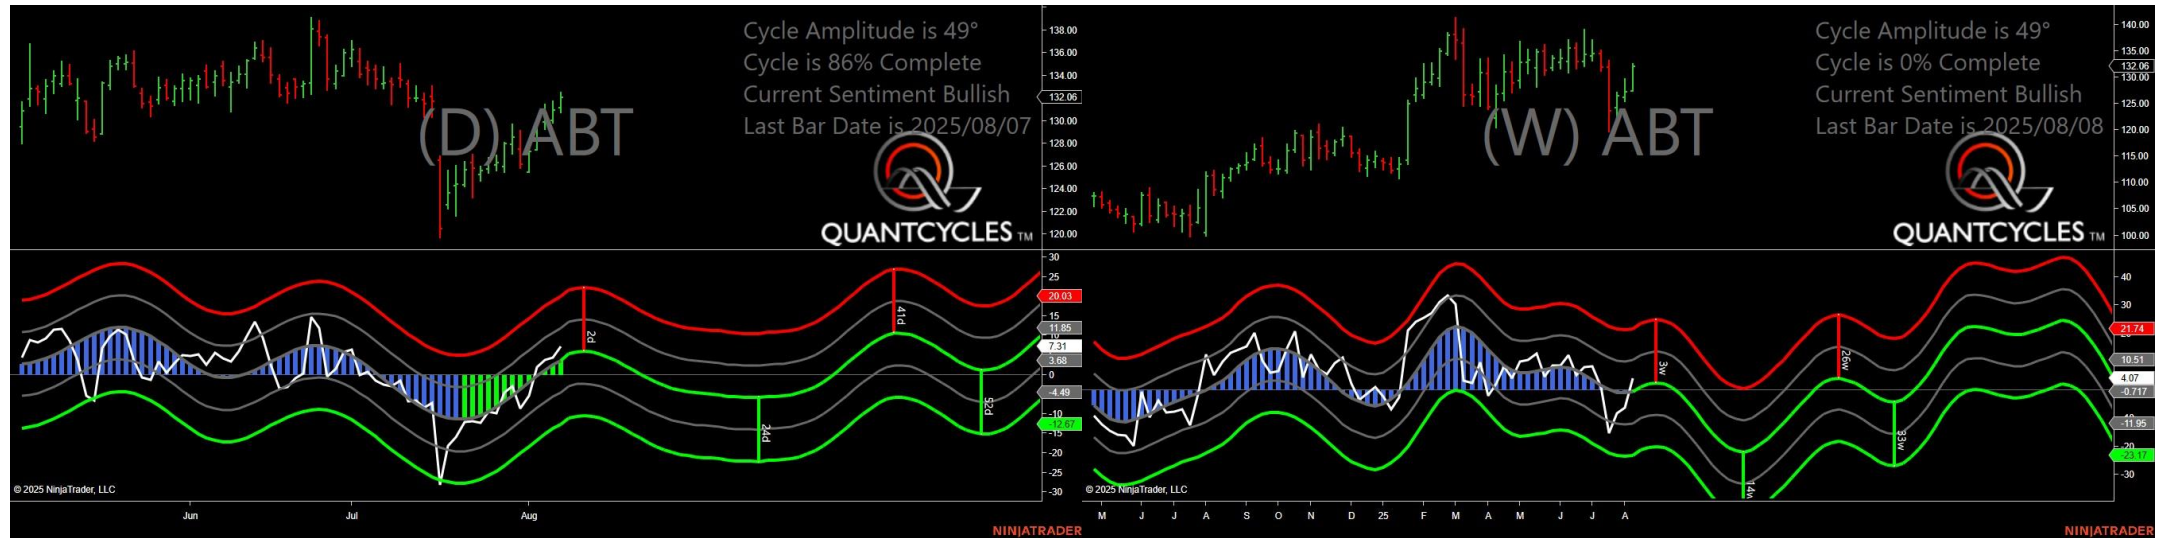 Cycle Amplitude is 49°
Cycle is 86% Complete
Current Sentiment Bullish
Last Bar Date is 2025/08/07
(D) ABT
QUANTCYCLES TM
138.00
136.00
134.00
132.06
130.00
128.00
126.00
124.00
122.00
120.00
30
25
20.03
15
11.85
7.31
3.68
0
-4.49
-10
-12.67
-15
-20
-25
-30
2d
24d
41d
52d
© 2025 NinjaTrader, LLC
Jun Jul Aug
NINJATRADER
Cycle Amplitude is 49°
Cycle is 0% Complete
Current Sentiment Bullish
Last Bar Date is 2025/08/08
(W) ABT
QUANTCYCLES TM
140.00
135.00
132.06
130.00
125.00
120.00
115.00
110.00
105.00
100.00
40
30
21.74
10.51
4.07
-0.717
-11.95
-20
-23.17
-30
3w
14w
26w
33w
© 2025 NinjaTrader, LLC
M J J A S O N D 25 F M A M J J A
NINJATRADER